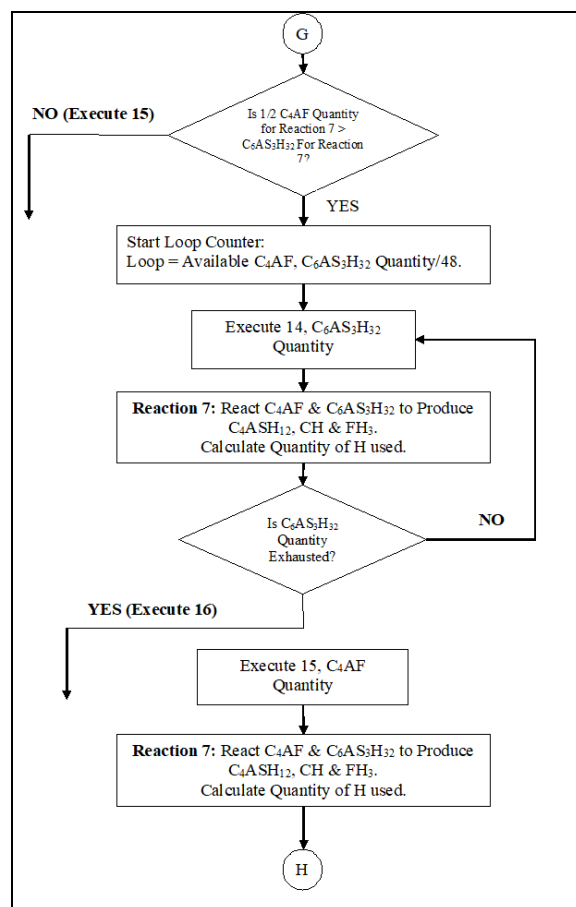 G
NO (Execute 15)
Is 1/2 C₄AF Quantity
for Reaction 7 >
C₆AS₃H₃₂ For Reaction
7?
YES
Start Loop Counter:
Loop = Available C₄AF, C₆AS₃H₃₂ Quantity/48.
Execute 14, C₆AS₃H₃₂
Quantity
Reaction 7: React C₄AF & C₆AS₃H₃₂ to Produce
C₄ASH₁₂, CH & FH₃.
Calculate Quantity of H used.
Is C₆AS₃H₃₂
Quantity
Exhausted?
NO
YES (Execute 16)
Execute 15, C₄AF
Quantity
Reaction 7: React C₄AF & C₆AS₃H₃₂ to Produce
C₄ASH₁₂, CH & FH₃.
Calculate Quantity of H used.
H